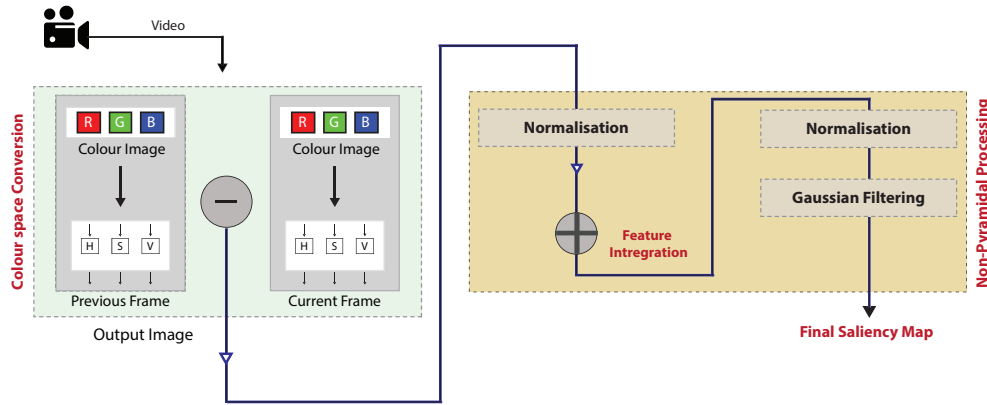 Video
Colour space Conversion
R G B
Colour Image
H S V
Previous Frame
R G B
Colour Image
H S V
Current Frame
Output Image
Normalisation
Feature
Intregration
Normalisation
Gaussian Filtering
Final Saliency Map
Non-Pyramidal Processing